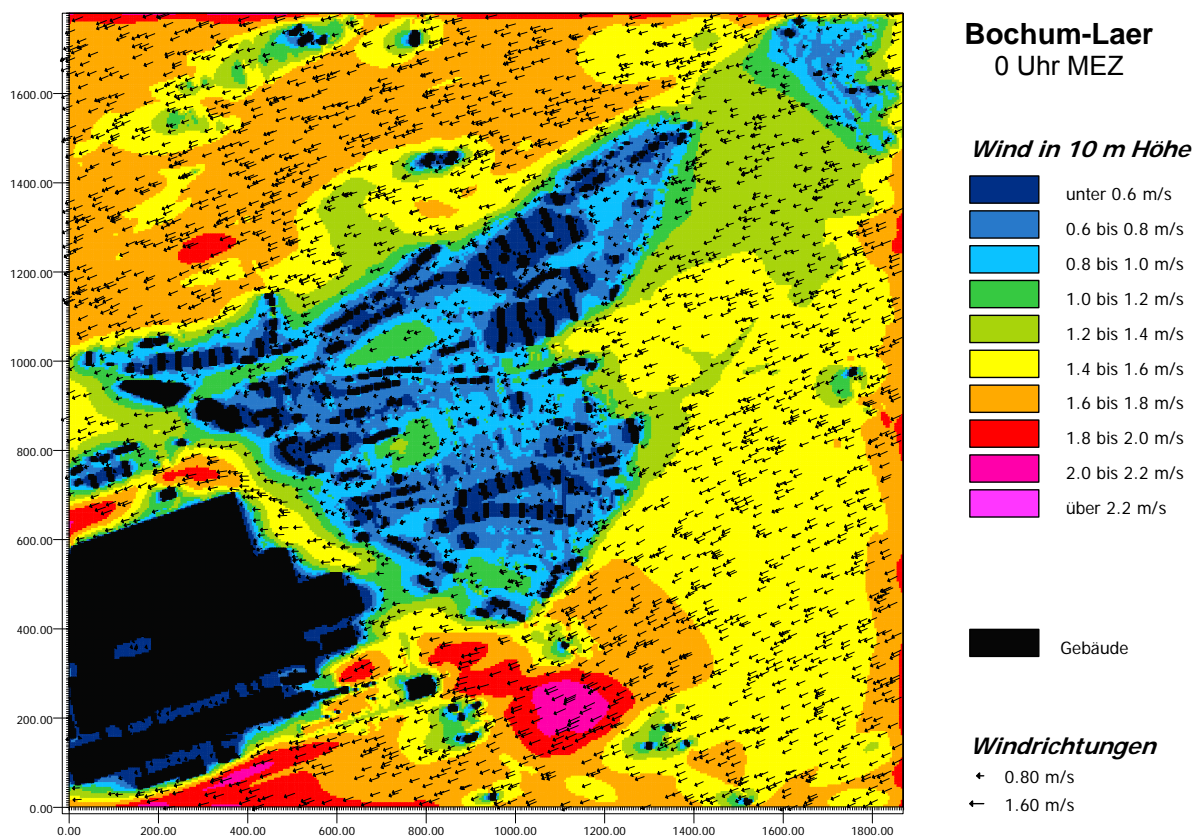 Bochum-Laer
0 Uhr MEZ
Wind in 10 m Höhe
unter 0.6 m/s
0.6 bis 0.8 m/s
0.8 bis 1.0 m/s
1.0 bis 1.2 m/s
1.2 bis 1.4 m/s
1.4 bis 1.6 m/s
1.6 bis 1.8 m/s
1.8 bis 2.0 m/s
2.0 bis 2.2 m/s
über 2.2 m/s
Gebäude
Windrichtungen
0.80 m/s
1.60 m/s
1600.00
1400.00
1200.00
1000.00
800.00
600.00
400.00
200.00
0.00
0.00 200.00 400.00 600.00 800.00 1000.00 1200.00 1400.00 1600.00 1800.00